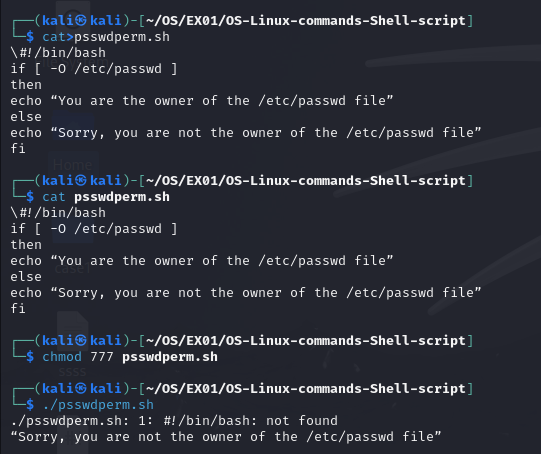 ┌──(kali㉿kali)-[~/OS/EX01/OS-Linux-commands-Shell-script]
└─$ cat>psswdperm.sh
\#!/bin/bash
if [ -O /etc/passwd ]
then
echo “You are the owner of the /etc/passwd file”
else
echo “Sorry, you are not the owner of the /etc/passwd file”
fi
┌──(kali㉿kali)-[~/OS/EX01/OS-Linux-commands-Shell-script]
└─$ cat psswdperm.sh
\#!/bin/bash
if [ -O /etc/passwd ]
then
echo “You are the owner of the /etc/passwd file”
else
echo “Sorry, you are not the owner of the /etc/passwd file”
fi
┌──(kali㉿kali)-[~/OS/EX01/OS-Linux-commands-Shell-script]
└─$ chmod 777 psswdperm.sh
┌──(kali㉿kali)-[~/OS/EX01/OS-Linux-commands-Shell-script]
└─$ ./psswdperm.sh
./psswdperm.sh: 1: #!/bin/bash: not found
“Sorry, you are not the owner of the /etc/passwd file”
Home
ssss